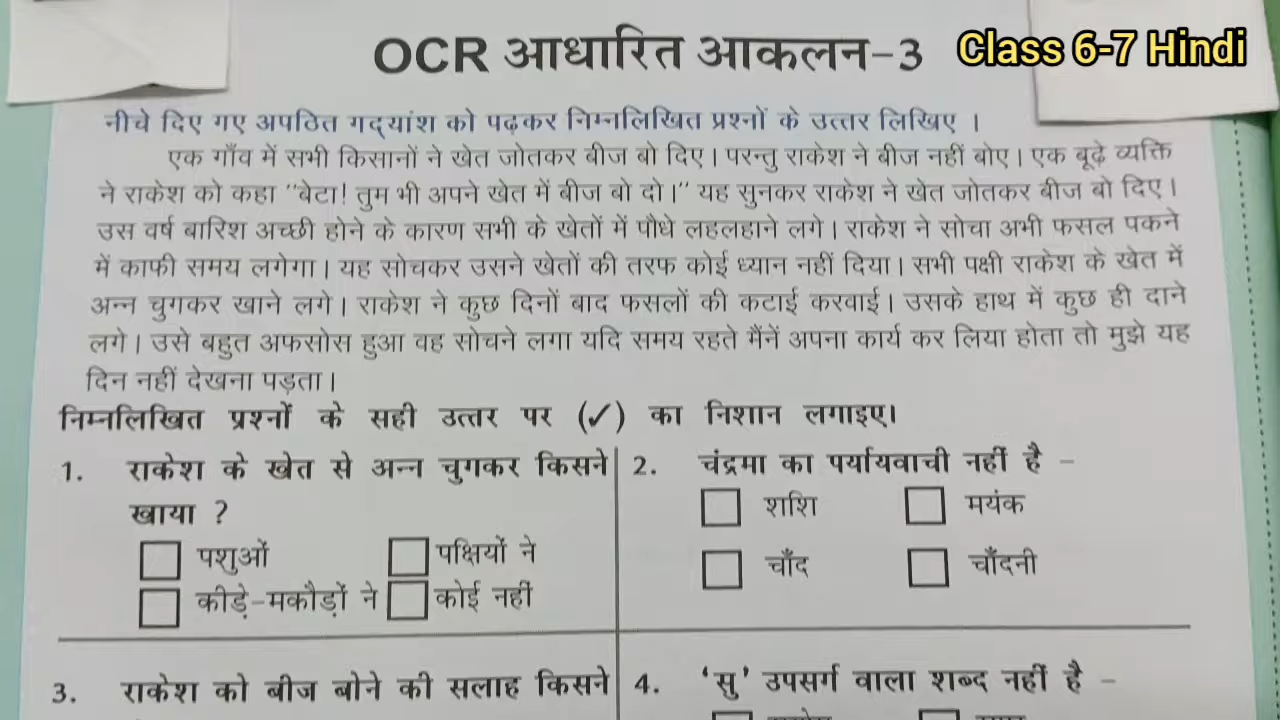 OCR आधारित आकलन-3
Class 6-7 Hindi
नीचे दिए गए अपठित गद्यांश को पढ़कर निम्नलिखित प्रश्नों के उत्तर लिखिए ।
एक गाँव में सभी किसानों ने खेत जोतकर बीज बो दिए। परन्तु राकेश ने बीज नहीं बोए। एक बूढ़े व्यक्ति
ने राकेश को कहा "बेटा! तुम भी अपने खेत में बीज बो दो।" यह सुनकर राकेश ने खेत जोतकर बीज बो दिए।
उस वर्ष बारिश अच्छी होने के कारण सभी के खेतों में पौधे लहलहाने लगे। राकेश ने सोचा अभी फसल पकने
में काफी समय लगेगा। यह सोचकर उसने खेतों की तरफ कोई ध्यान नहीं दिया। सभी पक्षी राकेश के खेत में
अन्न चुगकर खाने लगे। राकेश ने कुछ दिनों बाद फसलों की कटाई करवाई। उसके हाथ में कुछ ही दाने
लगे। उसे बहुत अफसोस हुआ वह सोचने लगा यदि समय रहते मैंनें अपना कार्य कर लिया होता तो मुझे यह
दिन नहीं देखना पड़ता।
निम्नलिखित प्रश्नों के सही उत्तर पर (✓) का निशान लगाइए।
1. राकेश के खेत से अन्न चुगकर किसने
खाया ?
पशुओं पक्षियों ने
कीड़े-मकौड़ों ने कोई नहीं
2. चंद्रमा का पर्यायवाची नहीं है -
शशि मयंक
चाँद चाँदनी
3. राकेश को बीज बोने की सलाह किसने
4. 'सु' उपसर्ग वाला शब्द नहीं है -